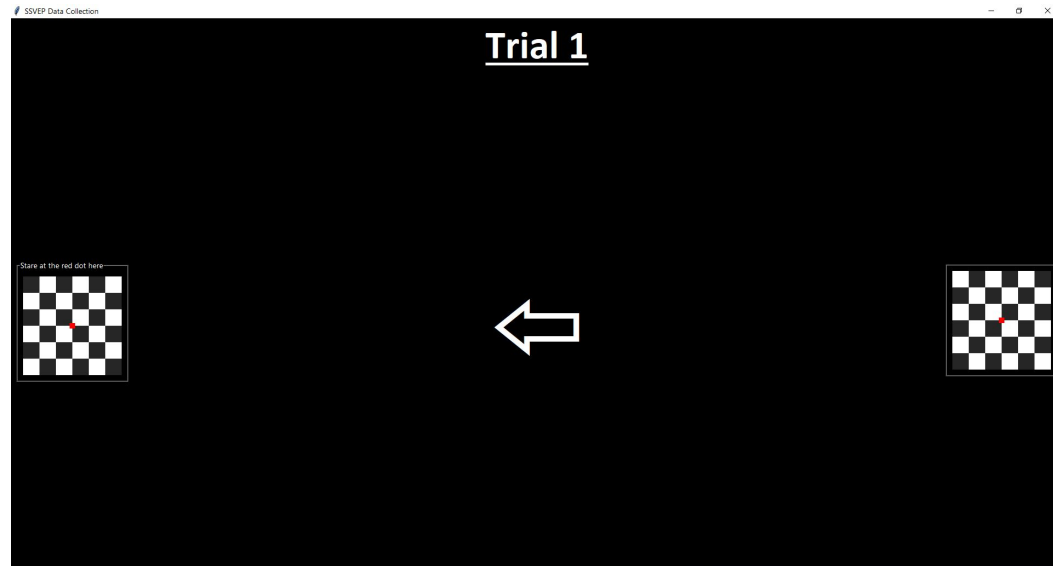 SSVEP Data Collection
Trial 1
Stare at the red dot here